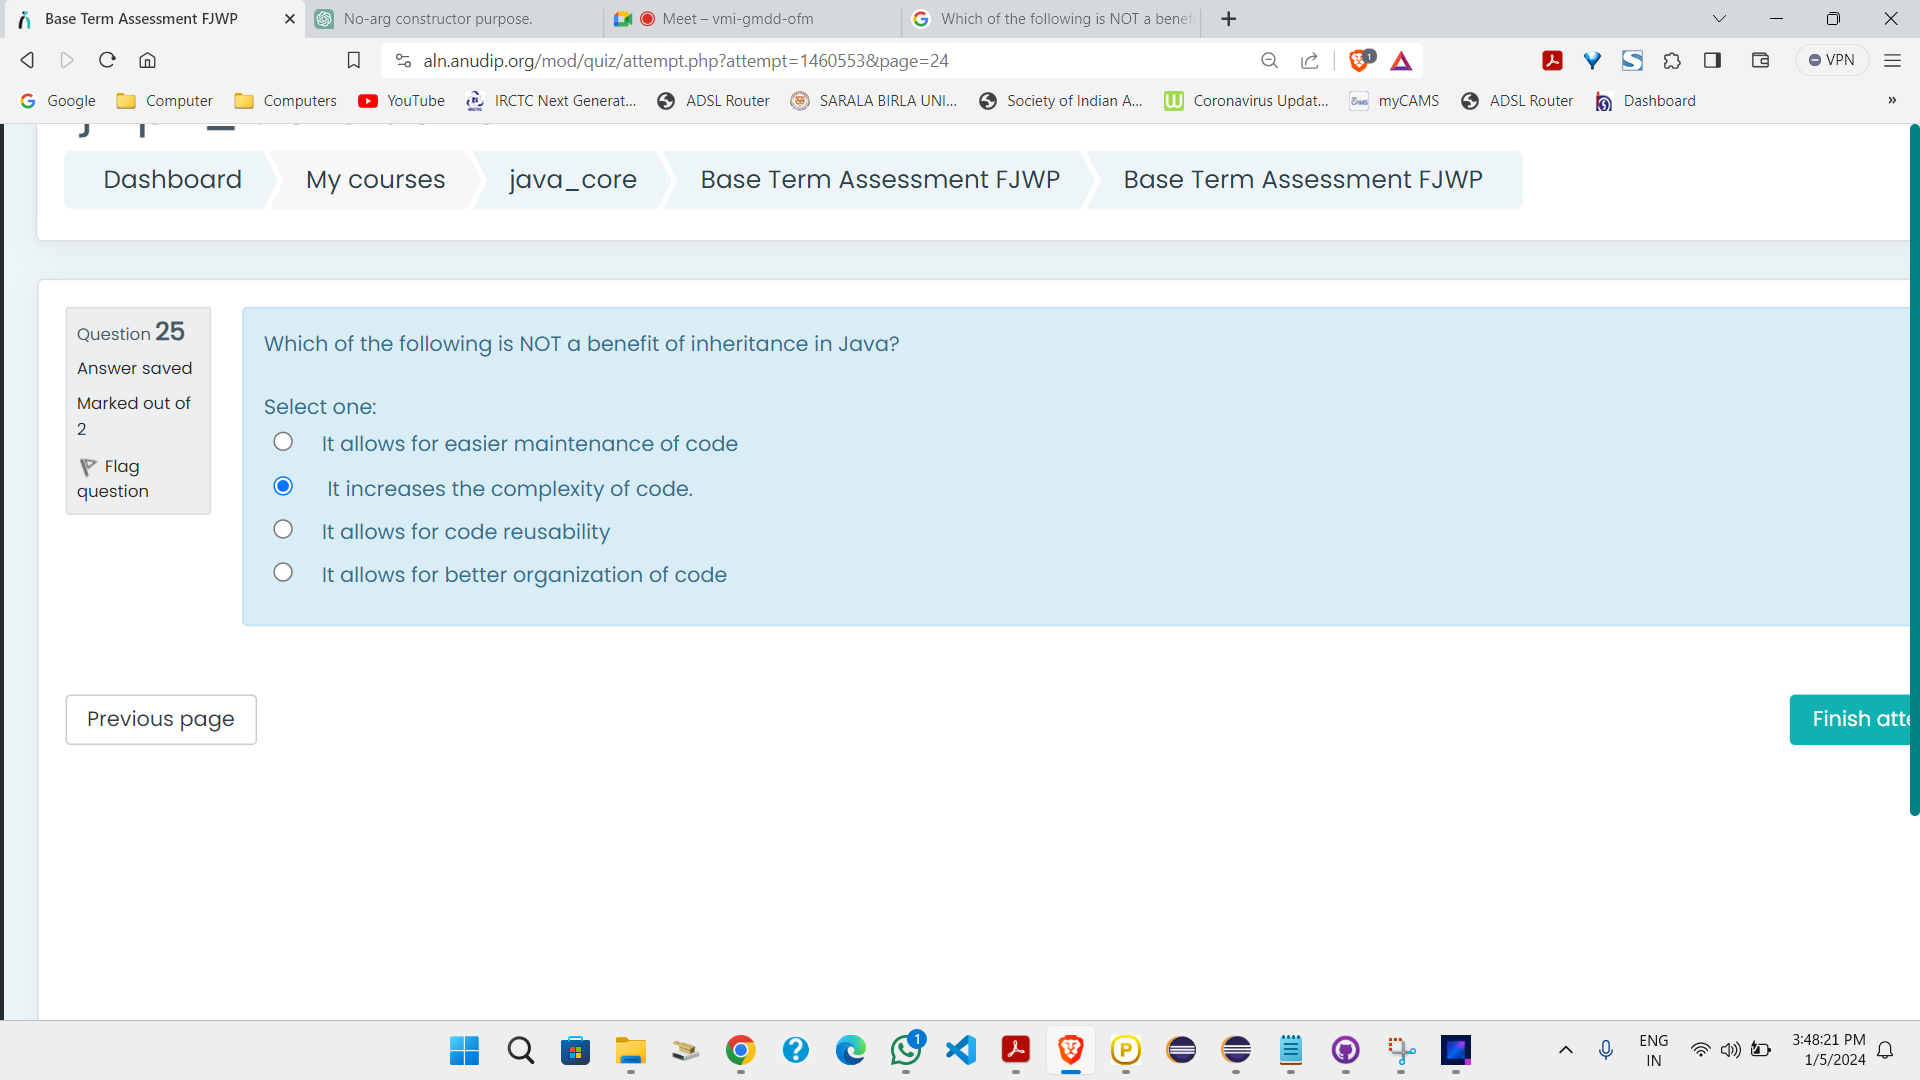 Base Term Assessment FJWP
No-arg constructor purpose.
Meet – vmi-gmdd-ofm
Which of the following is NOT a benef
aln.anudip.org/mod/quiz/attempt.php?attempt=1460553&page=24
1
VPN
Google
Computer
Computers
YouTube
IRCTC Next Generat...
ADSL Router
SARALA BIRLA UNI...
Society of Indian A...
Coronavirus Updat...
myCAMS
ADSL Router
Dashboard
»
Dashboard
My courses
java_core
Base Term Assessment FJWP
Base Term Assessment FJWP
Question 25
Answer saved
Marked out of
2
Flag
question
Which of the following is NOT a benefit of inheritance in Java?
Select one:
It allows for easier maintenance of code
It increases the complexity of code.
It allows for code reusability
It allows for better organization of code
Previous page
Finish atte
1
ENG
IN
3:48:21 PM
1/5/2024